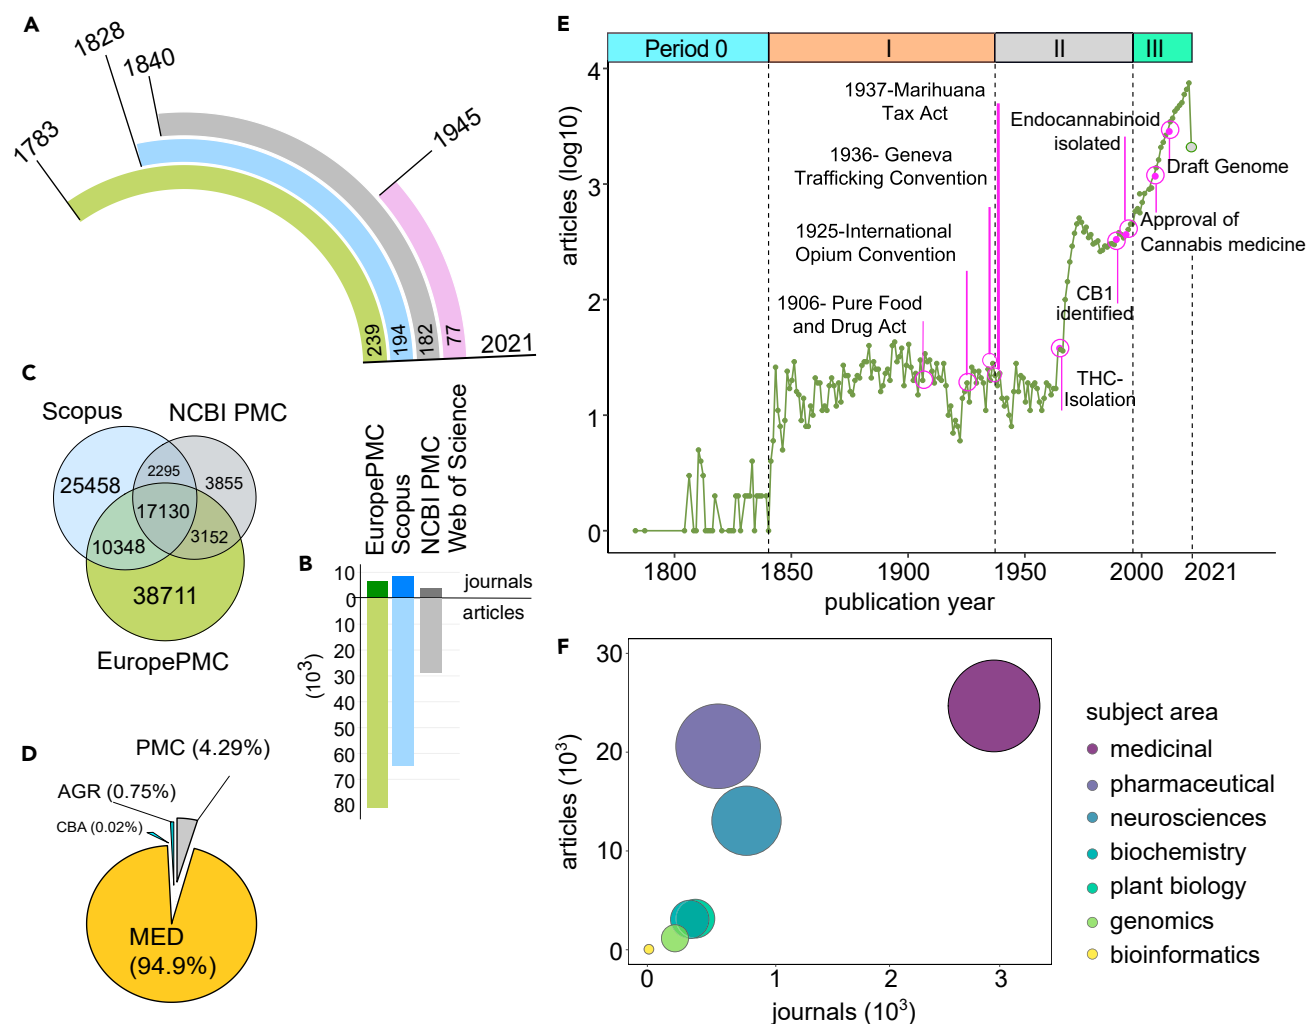 A
1783
1828
1840
1945
239
194
182
77
2021
C
Scopus
NCBI PMC
25458
2295
3855
17130
10348
3152
38711
EuropePMC
EuropePMC
Scopus
NCBI PMC
Web of Science
B
10
0
10
20
30
40
50
60
70
80
(10³)
journals
articles
D
PMC (4.29%)
AGR (0.75%)
CBA (0.02%)
MED
(94.9%)
E
Period 0
I
II
III
articles (log10)
4
3
2
1
0
1937-Marihuana
Tax Act
1936- Geneva
Trafficking Convention
1925-International
Opium Convention
1906- Pure Food
and Drug Act
Endocannabinoid
isolated
Draft Genome
Approval of
Cannabis medicine
CB1
identified
THC-
Isolation
1800
1850
1900
1950
2000
2021
publication year
F
articles (10³)
30
20
10
0
0
1
2
3
journals (10³)
subject area
medicinal
pharmaceutical
neurosciences
biochemistry
plant biology
genomics
bioinformatics